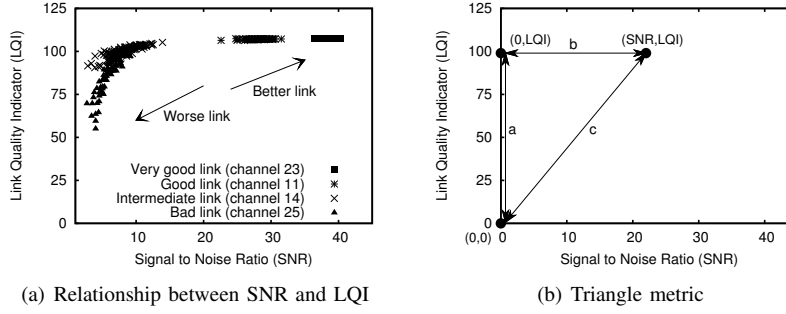 Link Quality Indicator (LQI)
125
100
75
50
25
0
Better link
Worse link
Very good link (channel 23)
Good link (channel 11)
Intermediate link (channel 14)
Bad link (channel 25)
10
20
30
40
Signal to Noise Ratio (SNR)
(a) Relationship between SNR and LQI
Link Quality Indicator (LQI)
125
100
75
50
25
0
(0,LQI)
(SNR,LQI)
b
a
c
(0,0)
0
10
20
30
40
Signal to Noise Ratio (SNR)
(b) Triangle metric